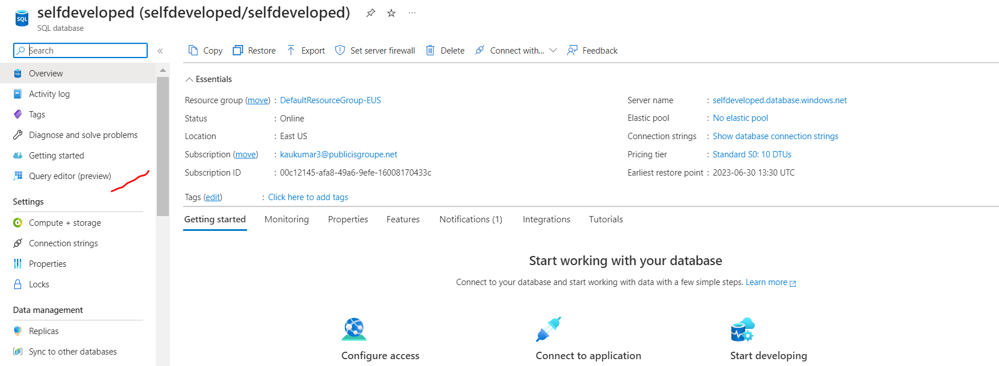 selfdeveloped (selfdeveloped/selfdeveloped)
SQL database
SQL
Search
Overview
Activity log
Tags
Diagnose and solve problems
Getting started
Query editor (preview)
Settings
Compute + storage
Connection strings
Properties
Locks
Data management
Replicas
Sync to other databases
Copy Restore Export Set server firewall Delete Connect with... Feedback
Essentials
Resource group (move) : DefaultResourceGroup-EUS
Status : Online
Location : East US
Subscription (move) : kaukumar3@publicisgroupe.net
Subscription ID : 00c12145-afa8-49a6-9efe-16008170433c
Tags (edit) : Click here to add tags
Server name : selfdeveloped.database.windows.net
Elastic pool : No elastic pool
Connection strings : Show database connection strings
Pricing tier : Standard S0: 10 DTUs
Earliest restore point : 2023-06-30 13:30 UTC
Getting started Monitoring Properties Features Notifications (1) Integrations Tutorials
Start working with your database
Connect to your database and start working with data with a few simple steps. Learn more
Configure access
Connect to application
Start developing